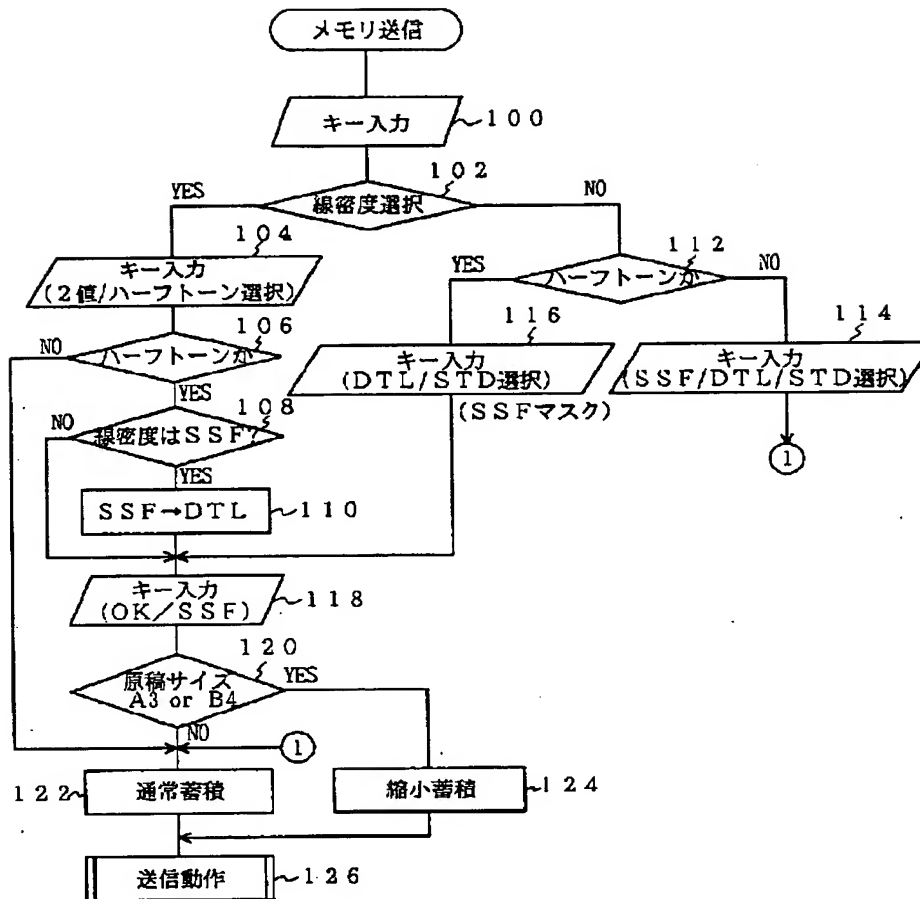 メモリ送信
キー入力
100
102
YES
線密度選択
NO
104
キー入力
(2値/ハーフトーン選択)
112
YES
ハーフトーンか
NO
106
NO
ハーフトーンか
YES
116
キー入力
(DTL/STD選択)
(SSFマスク)
114
キー入力
(SSF/DTL/STD選択)
1
108
NO
線密度はSSF?
YES
SSF→DTL
110
キー入力
(OK/SSF)
118
120
原稿サイズ
A3 or B4
YES
NO
1
122
通常蓄積
縮小蓄積
124
送信動作
126